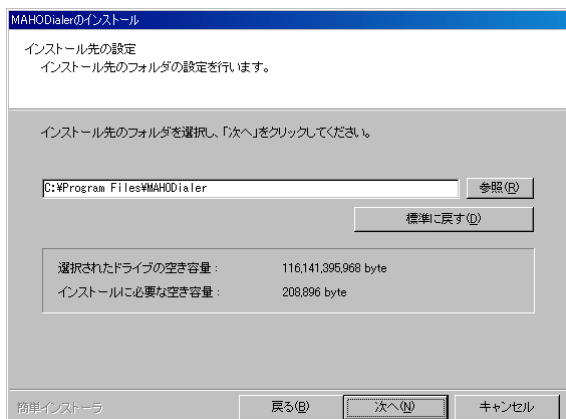 MAHODialerのインストール
インストール先の設定
インストール先のフォルダの設定を行います。
インストール先のフォルダを選択し、「次へ」をクリックしてください。
C:¥Program Files¥MAHODialer
参照(R)
標準に戻す(D)
選択されたドライブの空き容量： 116,141,395,968 byte
インストールに必要な空き容量： 208,896 byte
簡単インストーラ
戻る(B) 次へ(N) キャンセル